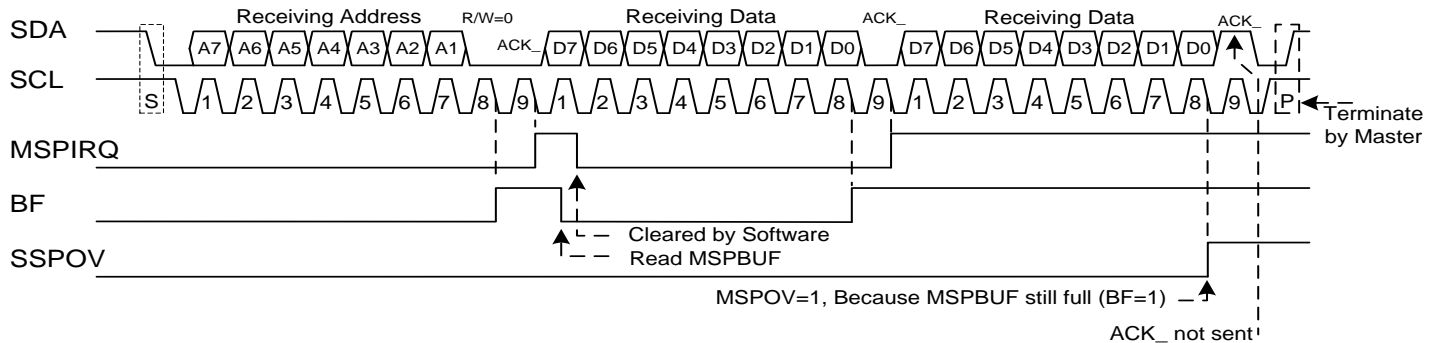 Receiving Address R/W=0 Receiving Data ACK_ Receiving Data ACK_
SDA A7 A6 A5 A4 A3 A2 A1 ACK_ D7 D6 D5 D4 D3 D2 D1 D0 D7 D6 D5 D4 D3 D2 D1 D0
SCL
S 1 2 3 4 5 6 7 8 9 1 2 3 4 5 6 7 8 9 1 2 3 4 5 6 7 8 9 P
Terminate
by Master
MSPIRQ
BF
Cleared by Software
Read MSPBUF
SSPOV
MSPOV=1, Because MSPBUF still full (BF=1)
ACK_ not sent